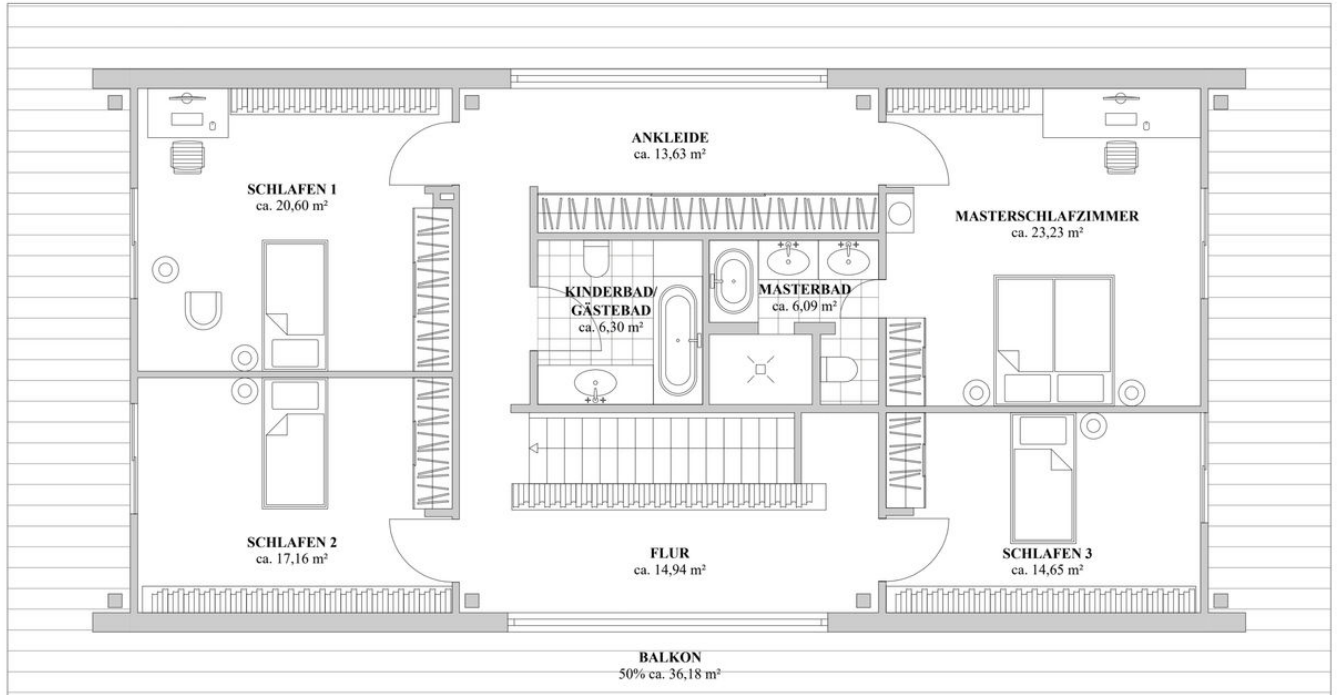 ANKLEIDE
ca. 13,63 m²
SCHLAFEN 1
ca. 20,60 m²
MASTERSCHLAFZIMMER
ca. 23,23 m²
KINDERBAD/
GÄSTEBAD
ca. 6,30 m²
MASTERBAD
ca. 6,09 m²
SCHLAFEN 2
ca. 17,16 m²
FLUR
ca. 14,94 m²
SCHLAFEN 3
ca. 14,65 m²
BALKON
50% ca. 36,18 m²